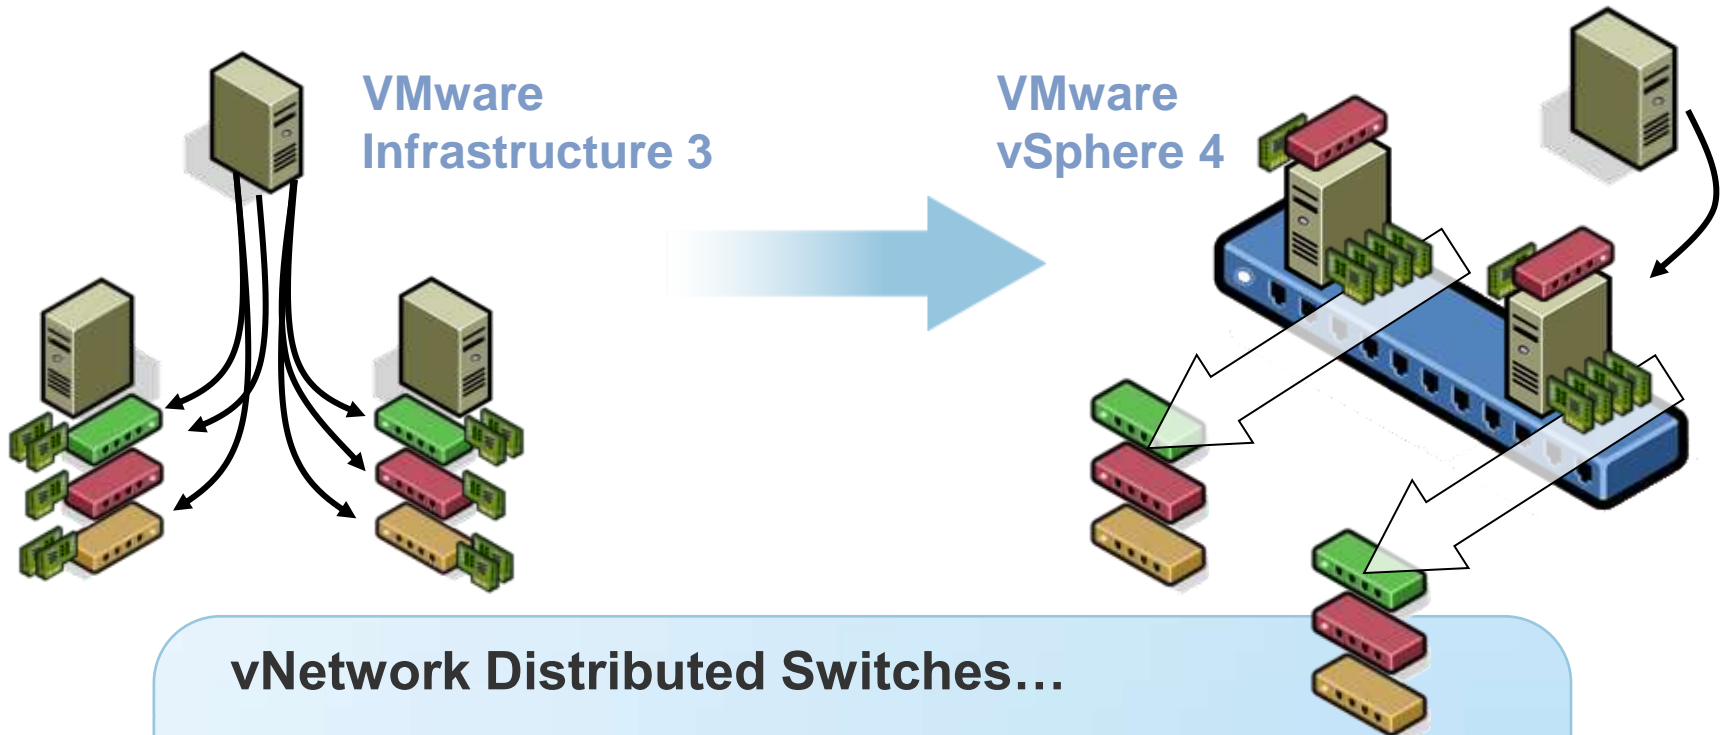 VMware
Infrastructure 3
VMware
vSphere 4
vNetwork Distributed Switches…